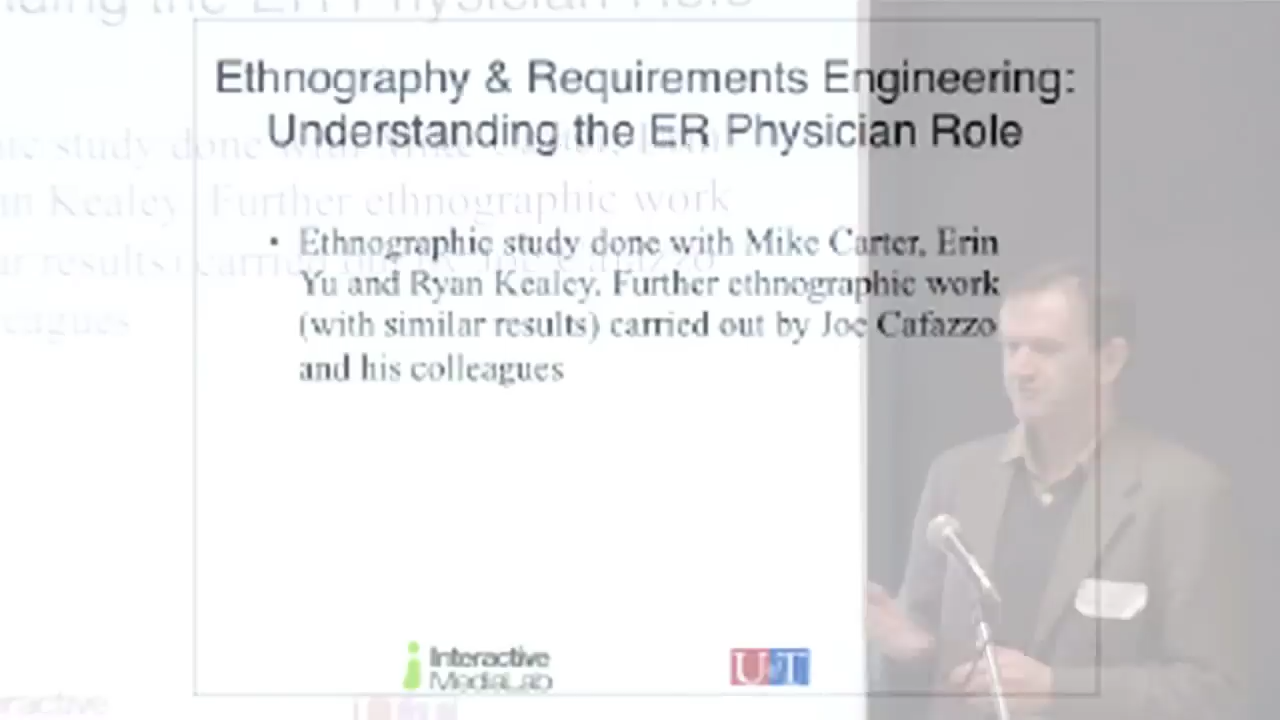 Ethnography & Requirements Engineering:
Understanding the ER Physician Role
• Ethnographic study done with Mike Carter, Erin
Yu and Ryan Kealey. Further ethnographic work
(with similar results) carried out by Joe Cafazzo
and his colleagues
Interactive
MediaLab
UofT